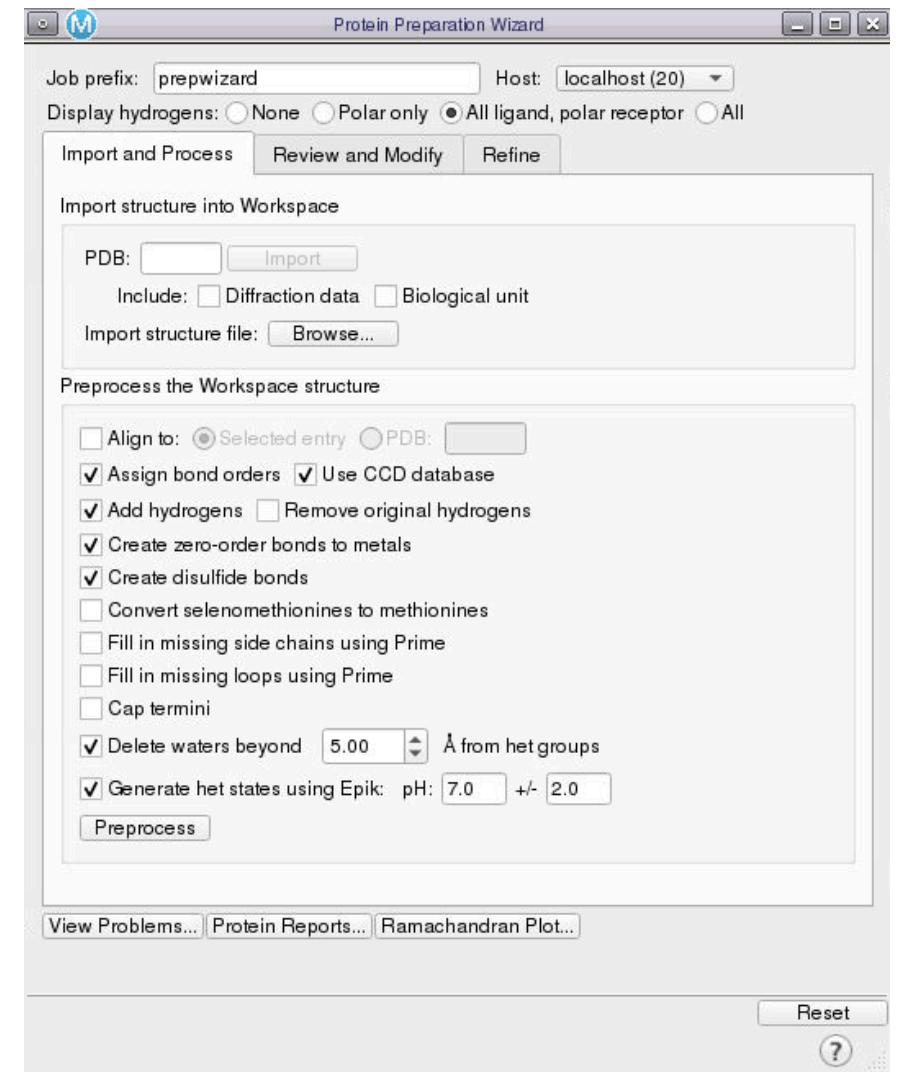 M Protein Preparation Wizard
Job prefix: prepwizard Host: localhost (20)
Display hydrogens: None Polar only All ligand, polar receptor All
Import and Process Review and Modify Refine
Import structure into Workspace
PDB: Import
Include: Diffraction data Biological unit
Import structure file: Browse...
Preprocess the Workspace structure
Align to: Selected entry PDB:
Assign bond orders Use CCD database
Add hydrogens Remove original hydrogens
Create zero-order bonds to metals
Create disulfide bonds
Convert selenomethionines to methionines
Fill in missing side chains using Prime
Fill in missing loops using Prime
Cap termini
Delete waters beyond 5.00 Å from het groups
Generate het states using Epik: pH: 7.0 +/- 2.0
Preprocess
View Problems... Protein Reports... Ramachandran Plot...
Reset
?